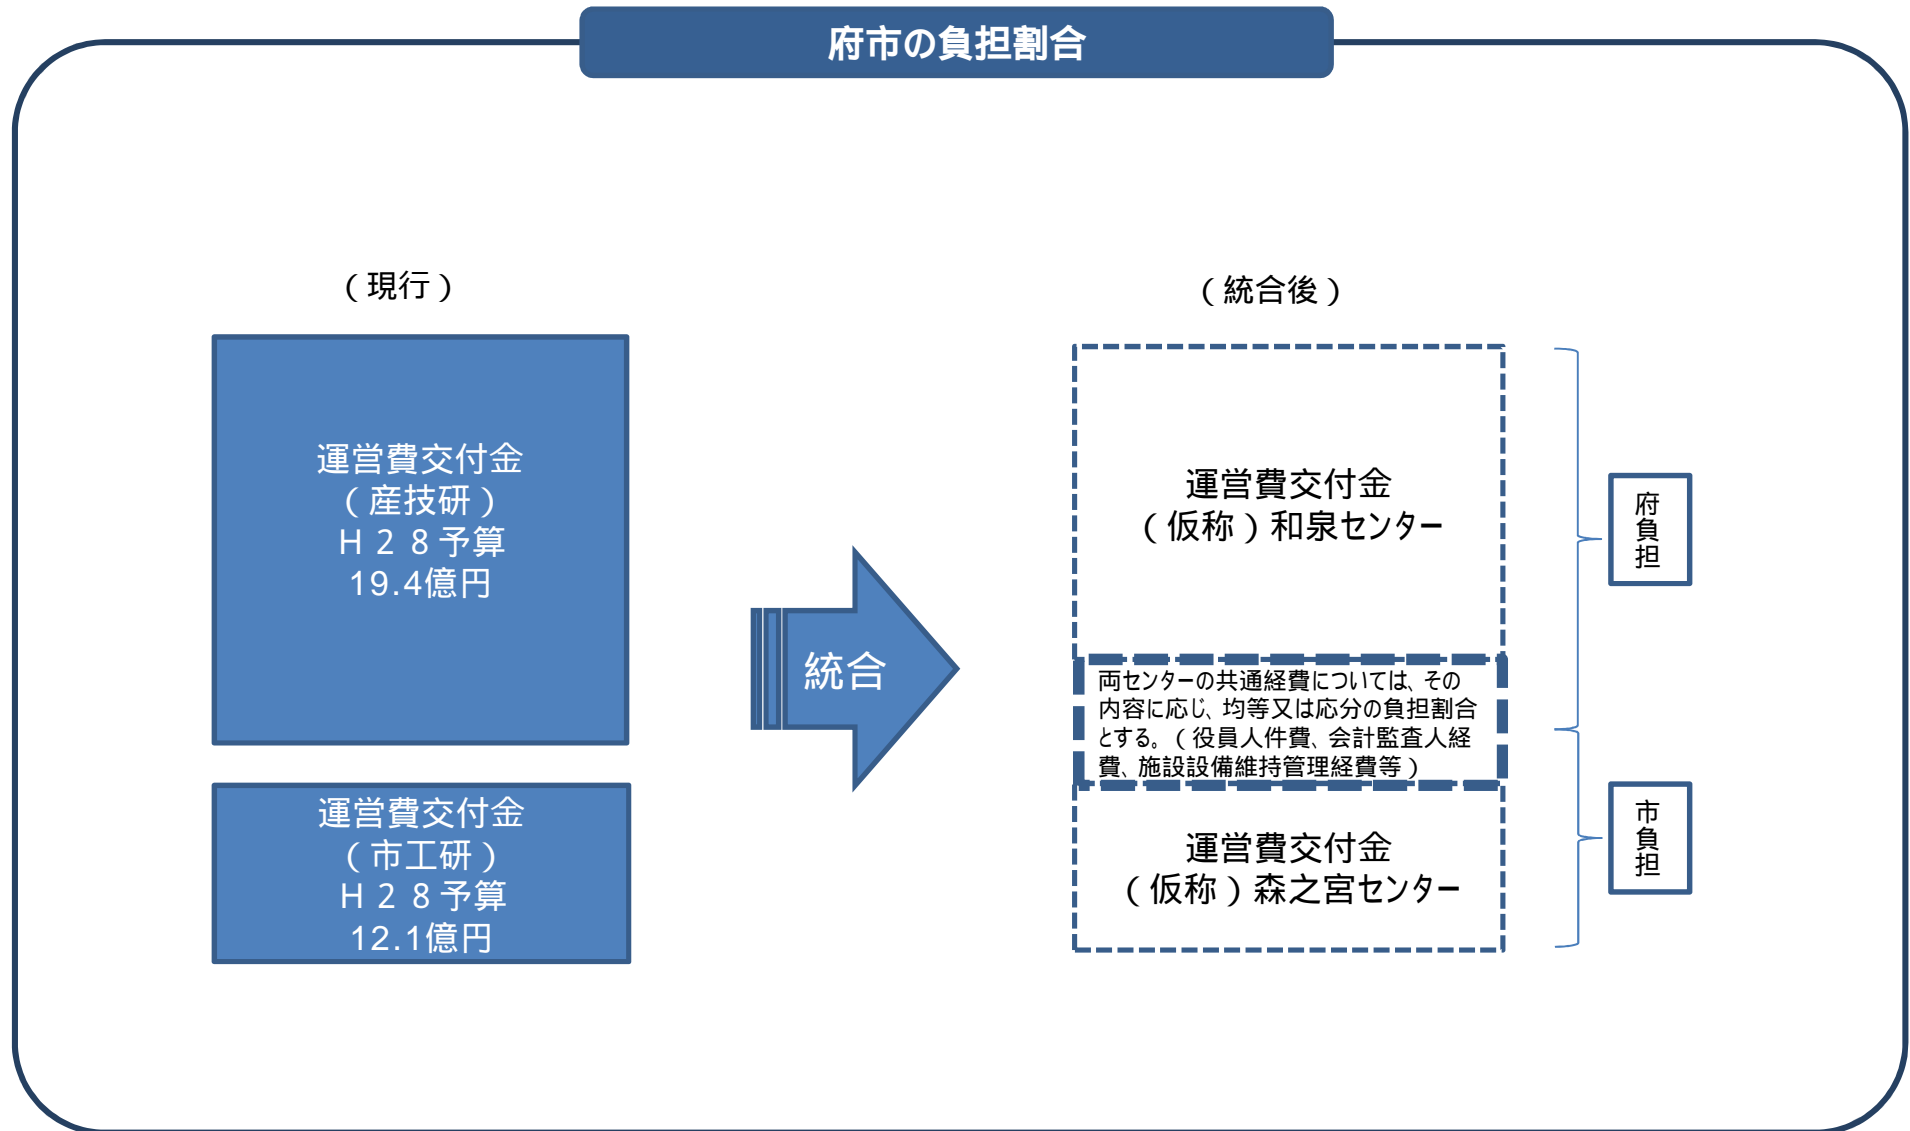 府市の負担割合
（現行）
運営費交付金
（産技研）
Ｈ２８予算
19.4億円
運営費交付金
（市工研）
Ｈ２８予算
12.1億円
統合
（統合後）
運営費交付金
（仮称）和泉センター
両センターの共通経費については、その
内容に応じ、均等又は応分の負担割合
とする。（役員人件費、会計監査人経
費、施設設備維持管理経費等）
運営費交付金
（仮称）森之宮センター
府負担
市負担